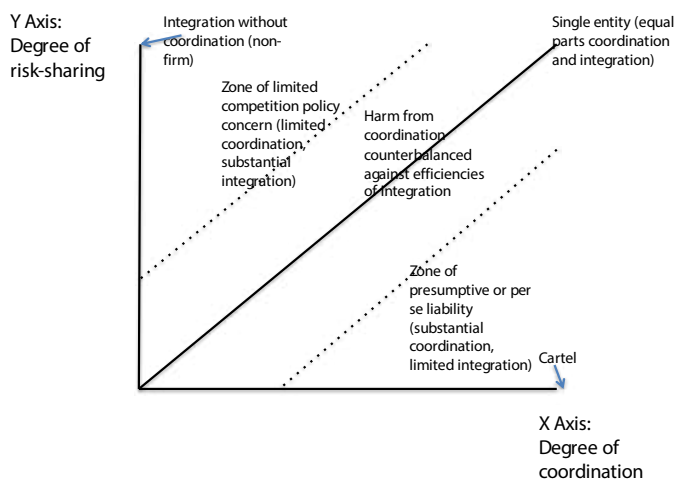 Y Axis:
Degree of
risk-sharing
Integration without
coordination (non-
firm)
Single entity (equal
parts coordination
and integration)
Zone of limited
competition policy
concern (limited
coordination,
substantial
integration)
Harm from
coordination
counterbalanced
against efficiencies
of integration
Zone of
presumptive or per
se liability
(substantial
coordination,
limited integration)
Cartel
X Axis:
Degree of
coordination